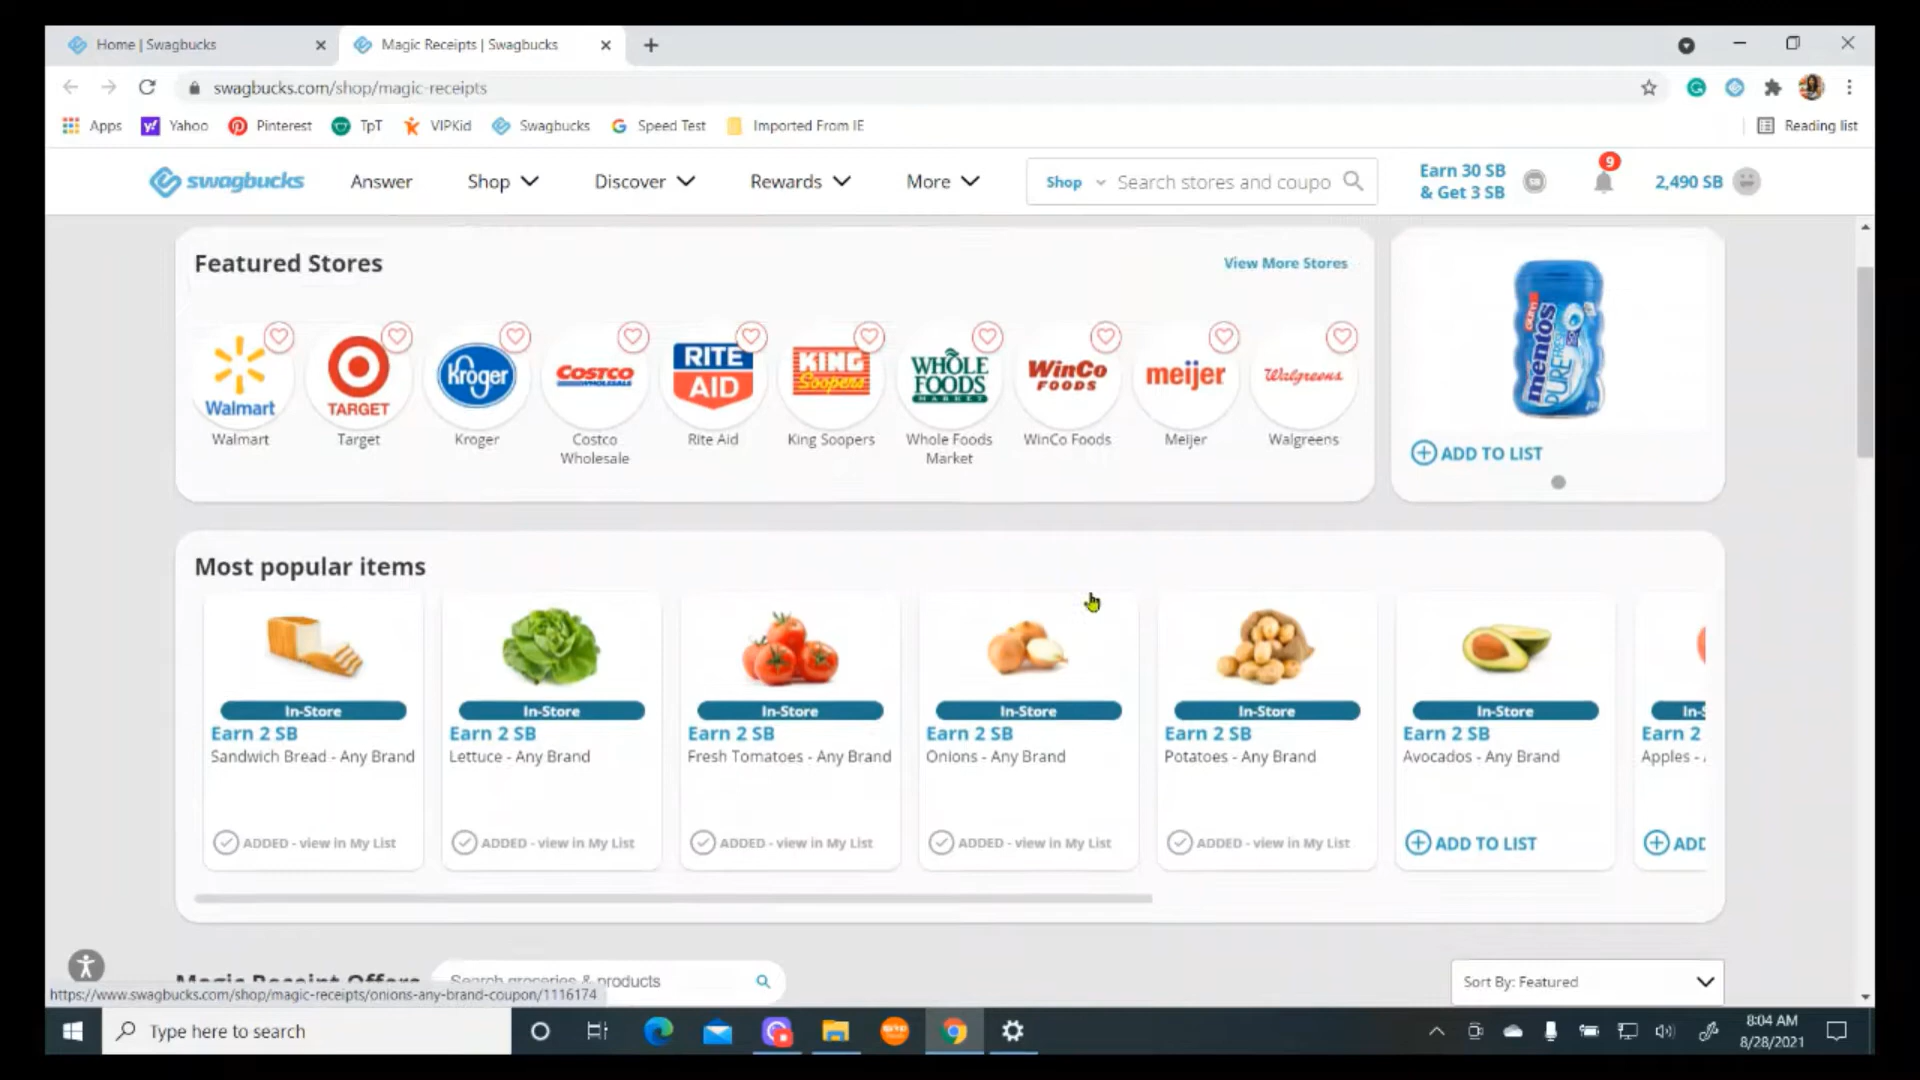 Home | Swagbucks
Magic Receipts | Swagbucks
swagbucks.com/shop/magic-receipts
Apps
Yahoo
Pinterest
TpT
VIPKid
Swagbucks
Speed Test
Imported From IE
Reading list
swagbucks
Answer
Shop
Discover
Rewards
More
Shop
Search stores and coupo
Earn 30 SB
& Get 3 SB
9
2,490 SB
Featured Stores
View More Stores
Walmart
TARGET
Kroger
COSTCO
WHOLESALE
RITE
AID
KING
Soopers
WHOLE
FOODS
MARKET
WinCo
FOODS
meijer
Walgreens
Walmart
Target
Kroger
Costco
Wholesale
Rite Aid
King Soopers
Whole Foods
Market
WinCo Foods
Meijer
Walgreens
mentos
PURE
ADD TO LIST
Most popular items
In-Store
Earn 2 SB
Sandwich Bread - Any Brand
ADDED - view in My List
In-Store
Earn 2 SB
Lettuce - Any Brand
ADDED - view in My List
In-Store
Earn 2 SB
Fresh Tomatoes - Any Brand
ADDED - view in My List
In-Store
Earn 2 SB
Onions - Any Brand
ADDED - view in My List
In-Store
Earn 2 SB
Potatoes - Any Brand
ADDED - view in My List
In-Store
Earn 2 SB
Avocados - Any Brand
ADD TO LIST
In-S
Earn 2
Apples -
ADD
Magic Receipt Offers
Search groceries & products
Sort By: Featured
https://www.swagbucks.com/shop/magic-receipts/onions-any-brand-coupon/1116174
Type here to search
8:04 AM
8/28/2021